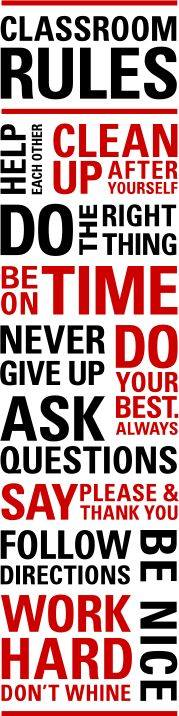 CLASSROOM
RULES
HELP
EACH OTHER
CLEAN
UP AFTER
YOURSELF
DO THE RIGHT
THING
BE
ON TIME
NEVER
GIVE UP
DO
YOUR
BEST.
ALWAYS
ASK
QUESTIONS
SAY PLEASE &
THANK YOU
FOLLOW
DIRECTIONS
BE NICE
WORK
HARD
DON'T WHINE